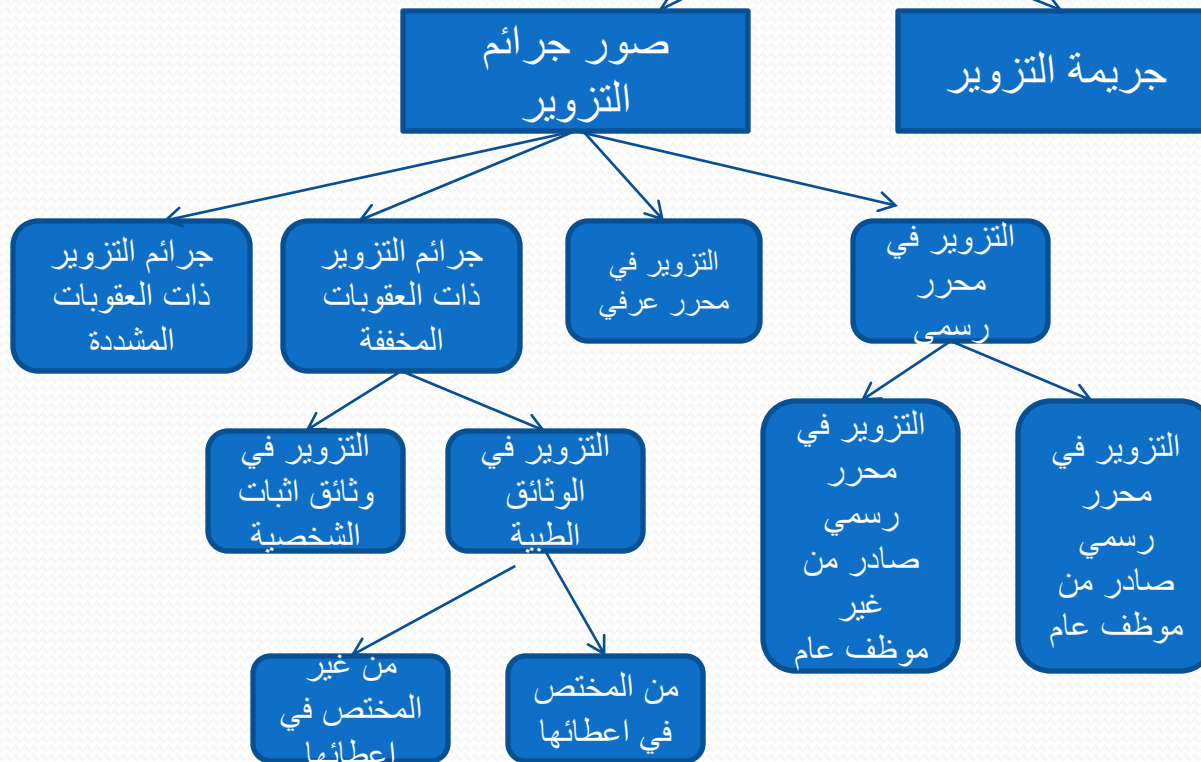 جريمة التزوير
صور جرائم
التزوير
التزوير في
محرر
رسمي
التزوير في
محرر عرفي
جرائم التزوير
ذات العقوبات
المخففة
جرائم التزوير
ذات العقوبات
المشددة
التزوير في
محرر
رسمي
صادر من
موظف عام
التزوير في
محرر
رسمي
صادر من
غير
موظف عام
التزوير في
الوثائق
الطبية
التزوير في
وثائق اثبات
الشخصية
من المختص
في اعطائها
من غير
المختص في
اعطائها